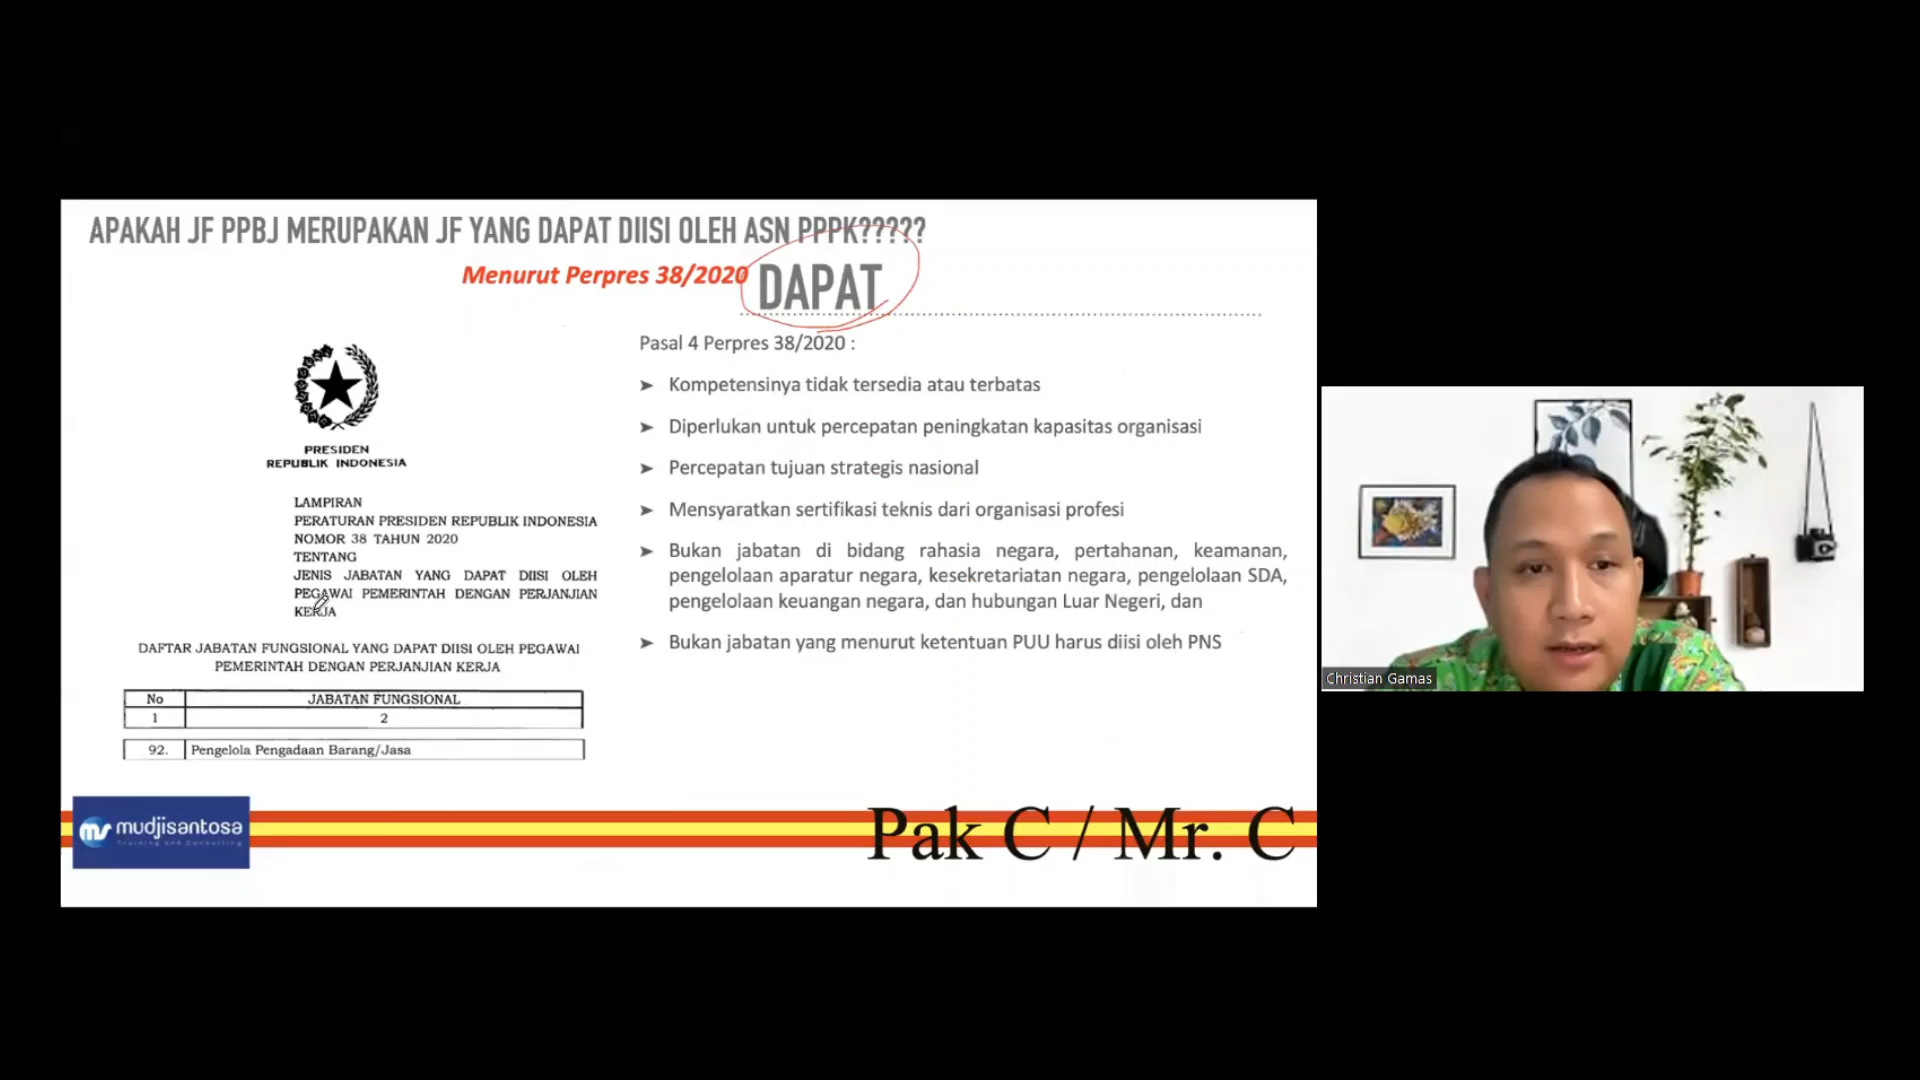 APAKAH JF PPBJ MERUPAKAN JF YANG DAPAT DIISI OLEH ASN PPPK?????
Menurut Perpres 38/2020 DAPAT
PRESIDEN
REPUBLIK INDONESIA
LAMPIRAN
PERATURAN PRESIDEN REPUBLIK INDONESIA
NOMOR 38 TAHUN 2020
TENTANG
JENIS JABATAN YANG DAPAT DIISI OLEH
PEGAWAI PEMERINTAH DENGAN PERJANJIAN
KERJA
DAFTAR JABATAN FUNGSIONAL YANG DAPAT DIISI OLEH PEGAWAI
PEMERINTAH DENGAN PERJANJIAN KERJA
No JABATAN FUNGSIONAL
1 2
92. Pengelola Pengadaan Barang/Jasa
Pasal 4 Perpres 38/2020 :
➤ Kompetensinya tidak tersedia atau terbatas
➤ Diperlukan untuk percepatan peningkatan kapasitas organisasi
➤ Percepatan tujuan strategis nasional
➤ Mensyaratkan sertifikasi teknis dari organisasi profesi
➤ Bukan jabatan di bidang rahasia negara, pertahanan, keamanan,
pengelolaan aparatur negara, kesekretariatan negara, pengelolaan SDA,
pengelolaan keuangan negara, dan hubungan Luar Negeri, dan
➤ Bukan jabatan yang menurut ketentuan PUU harus diisi oleh PNS
ms mudjisantosa
Training and Consulting
Pak C / Mr. C
Christian Gamas